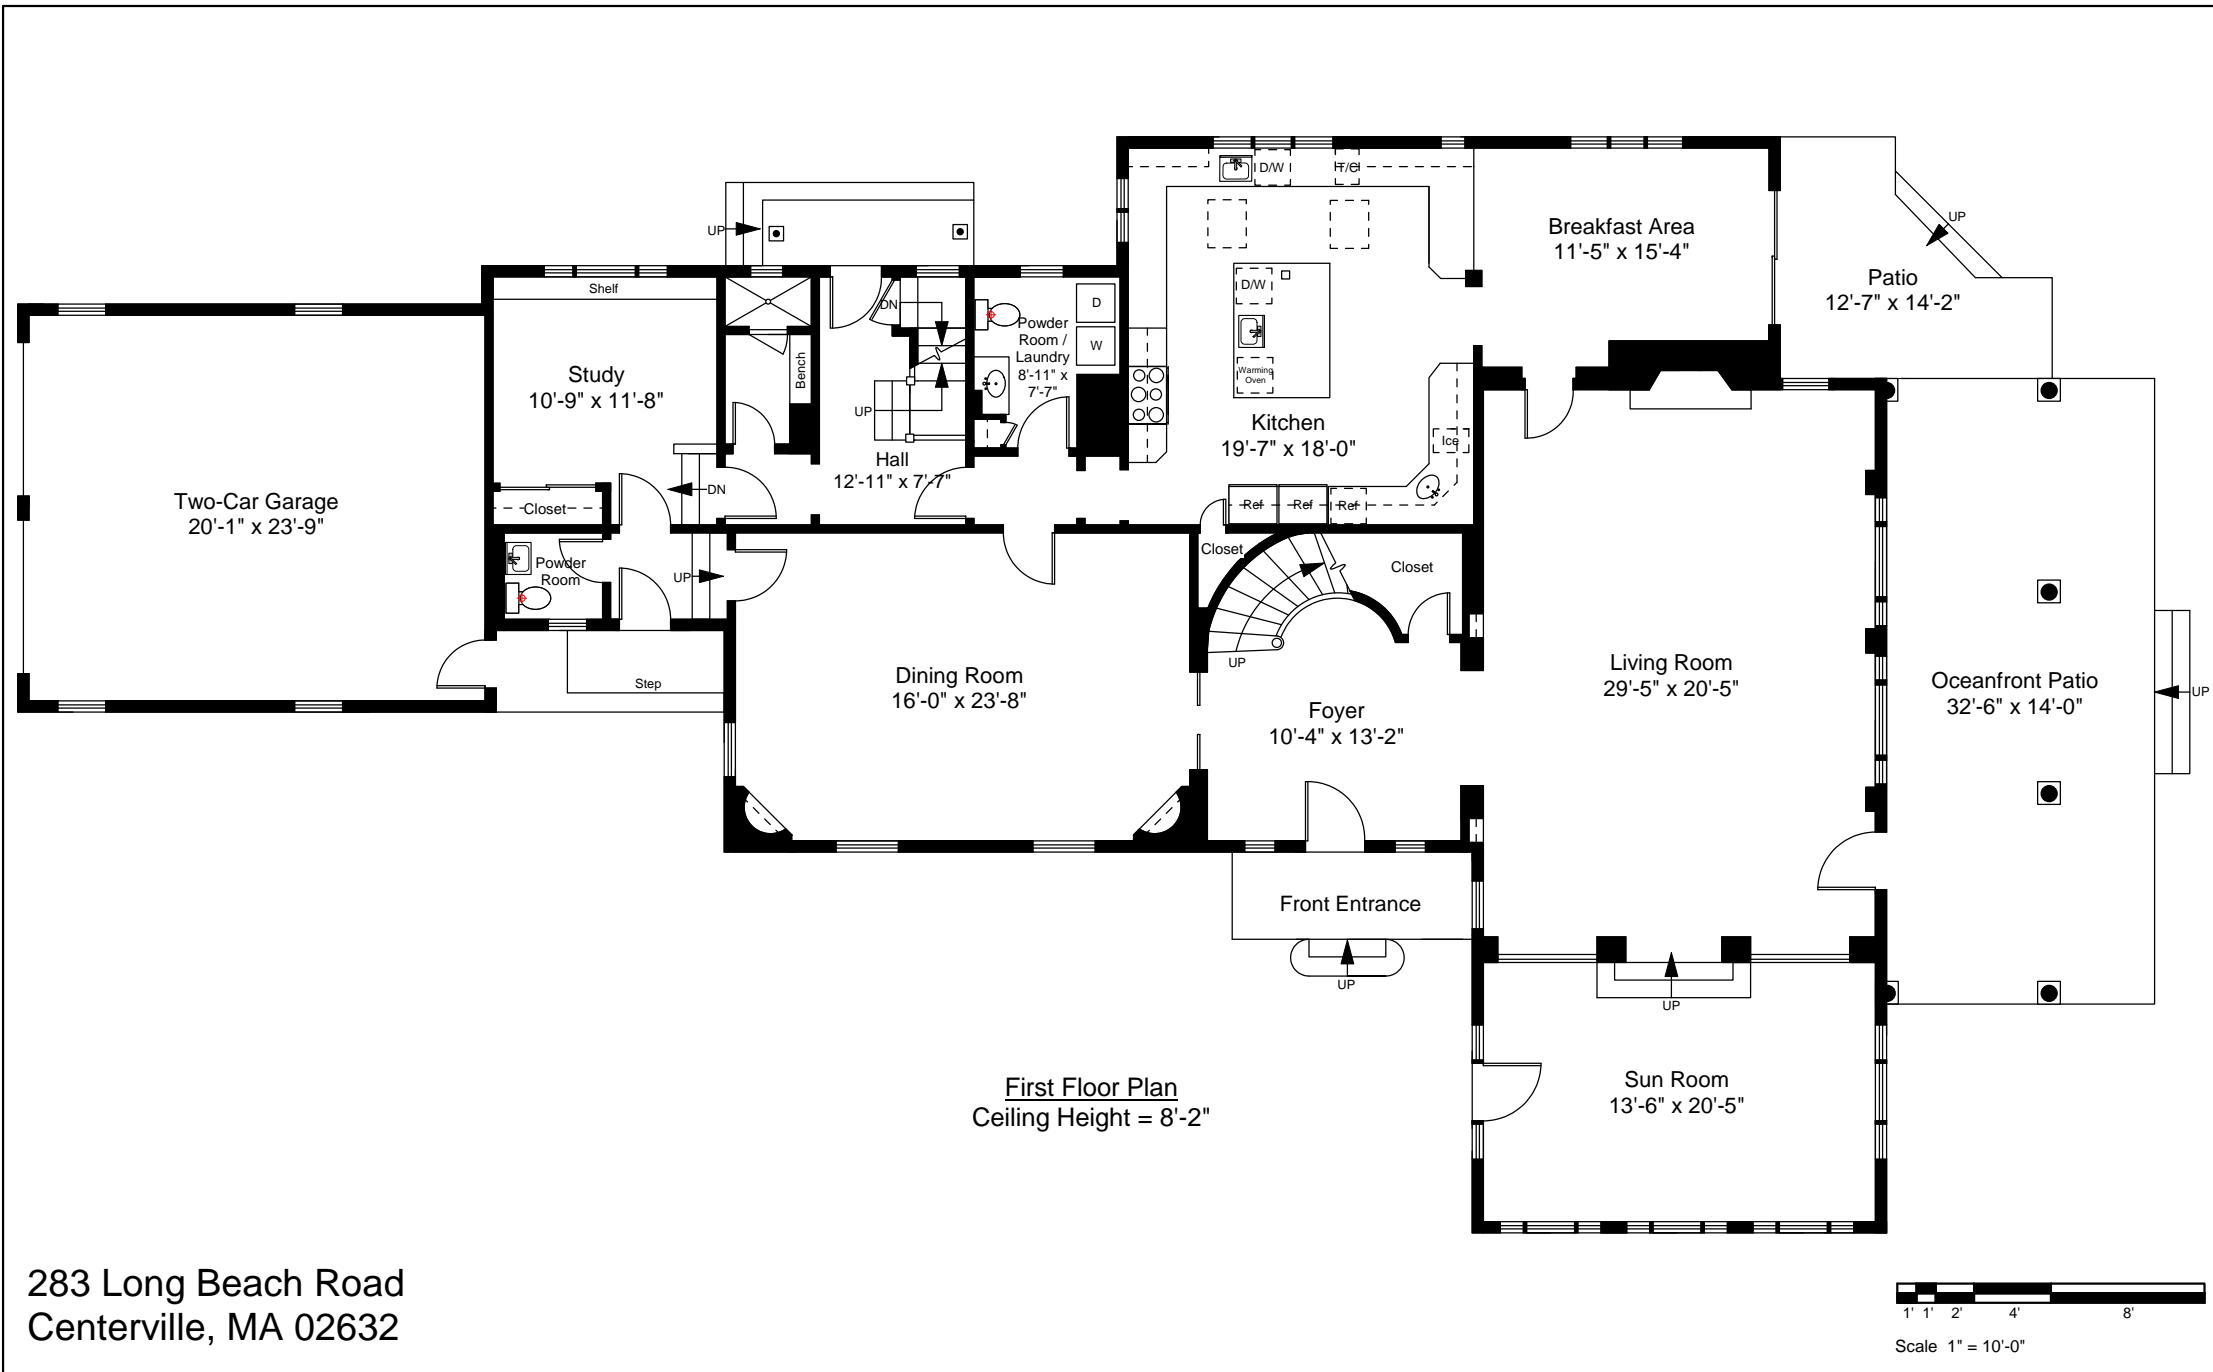 D/W
T/C
UP
Breakfast Area
11'-5" x 15'-4"
UP
Patio
12'-7" x 14'-2"
Shelf
DN
D
W
Powder
Room /
Laundry
8'-11" x
7'-7"
D/W
Warming
Oven
Study
10'-9" x 11'-8"
Bench
UP
Kitchen
19'-7" x 18'-0"
Ice
Hall
12'-11" x 7'-7"
DN
Two-Car Garage
20'-1" x 23'-9"
Closet
Ref
Ref
Ref
Powder
Room
UP
Closet
Closet
UP
Step
Dining Room
16'-0" x 23'-8"
Foyer
10'-4" x 13'-2"
Living Room
29'-5" x 20'-5"
Oceanfront Patio
32'-6" x 14'-0"
UP
Front Entrance
UP
UP
Sun Room
13'-6" x 20'-5"
First Floor Plan
Ceiling Height = 8'-2"
283 Long Beach Road
Centerville, MA 02632
1' 1' 2' 4' 8'
Scale 1" = 10'-0"